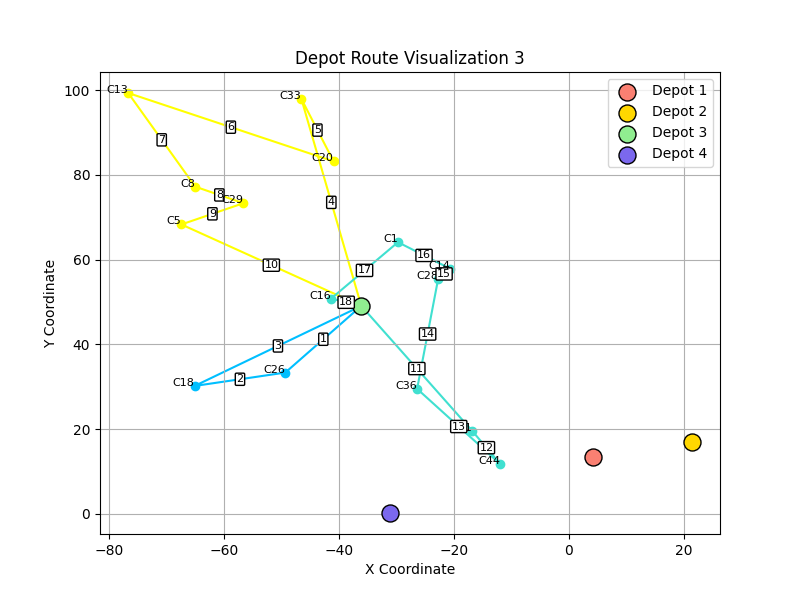 Depot Route Visualization 3
Depot 1
Depot 2
Depot 3
Depot 4
100
80
60
40
20
0
−80
−60
−40
−20
0
20
X Coordinate
Y Coordinate
C13
C33
C20
C8
C29
C5
C1
C14
C28
C16
C18
C26
C36
C44
1
2
3
4
5
6
7
8
9
10
11
12
13
14
15
16
17
18